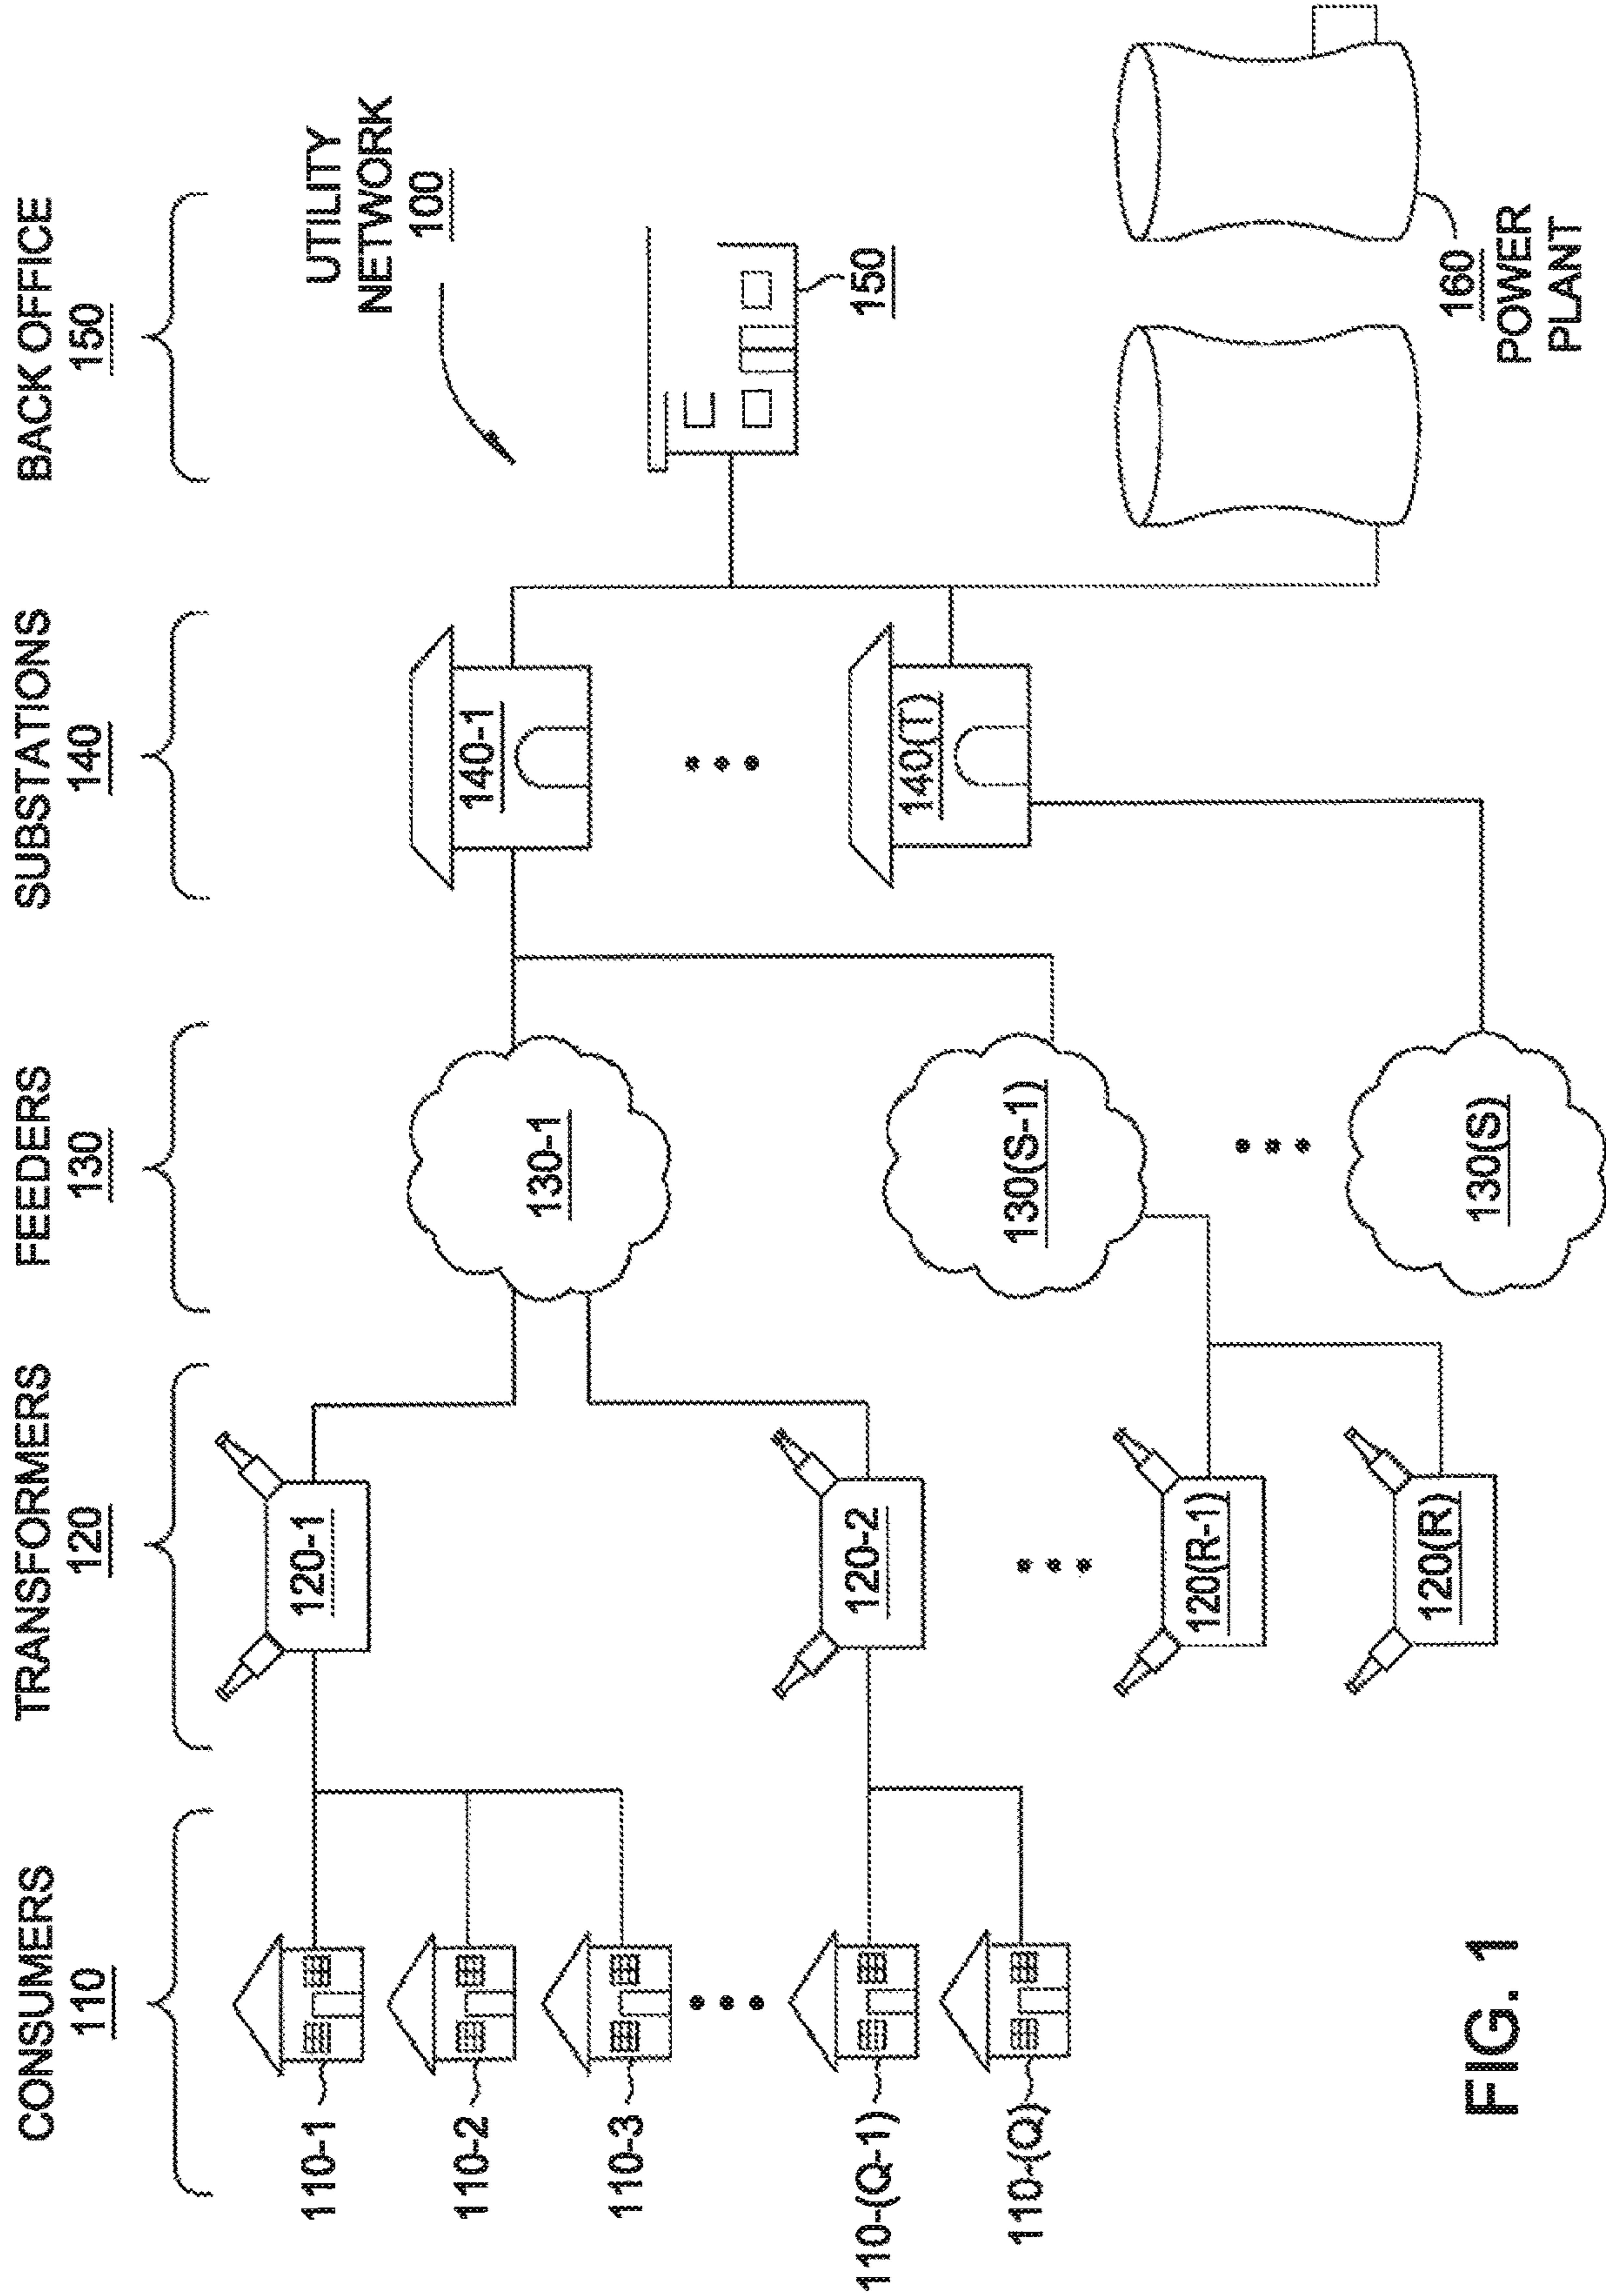 CONSUMERS
110
TRANSFORMERS
120
FEEDERS
130
SUBSTATIONS
140
BACK OFFICE
150
UTILITY
NETWORK
100
110-1
110-2
110-3
110-(Q-1)
110-(Q)
120-1
120-2
120(R-1)
120(R)
130-1
130(S-1)
130(S)
140-1
140(T)
150
160
POWER
PLANT
FIG. 1